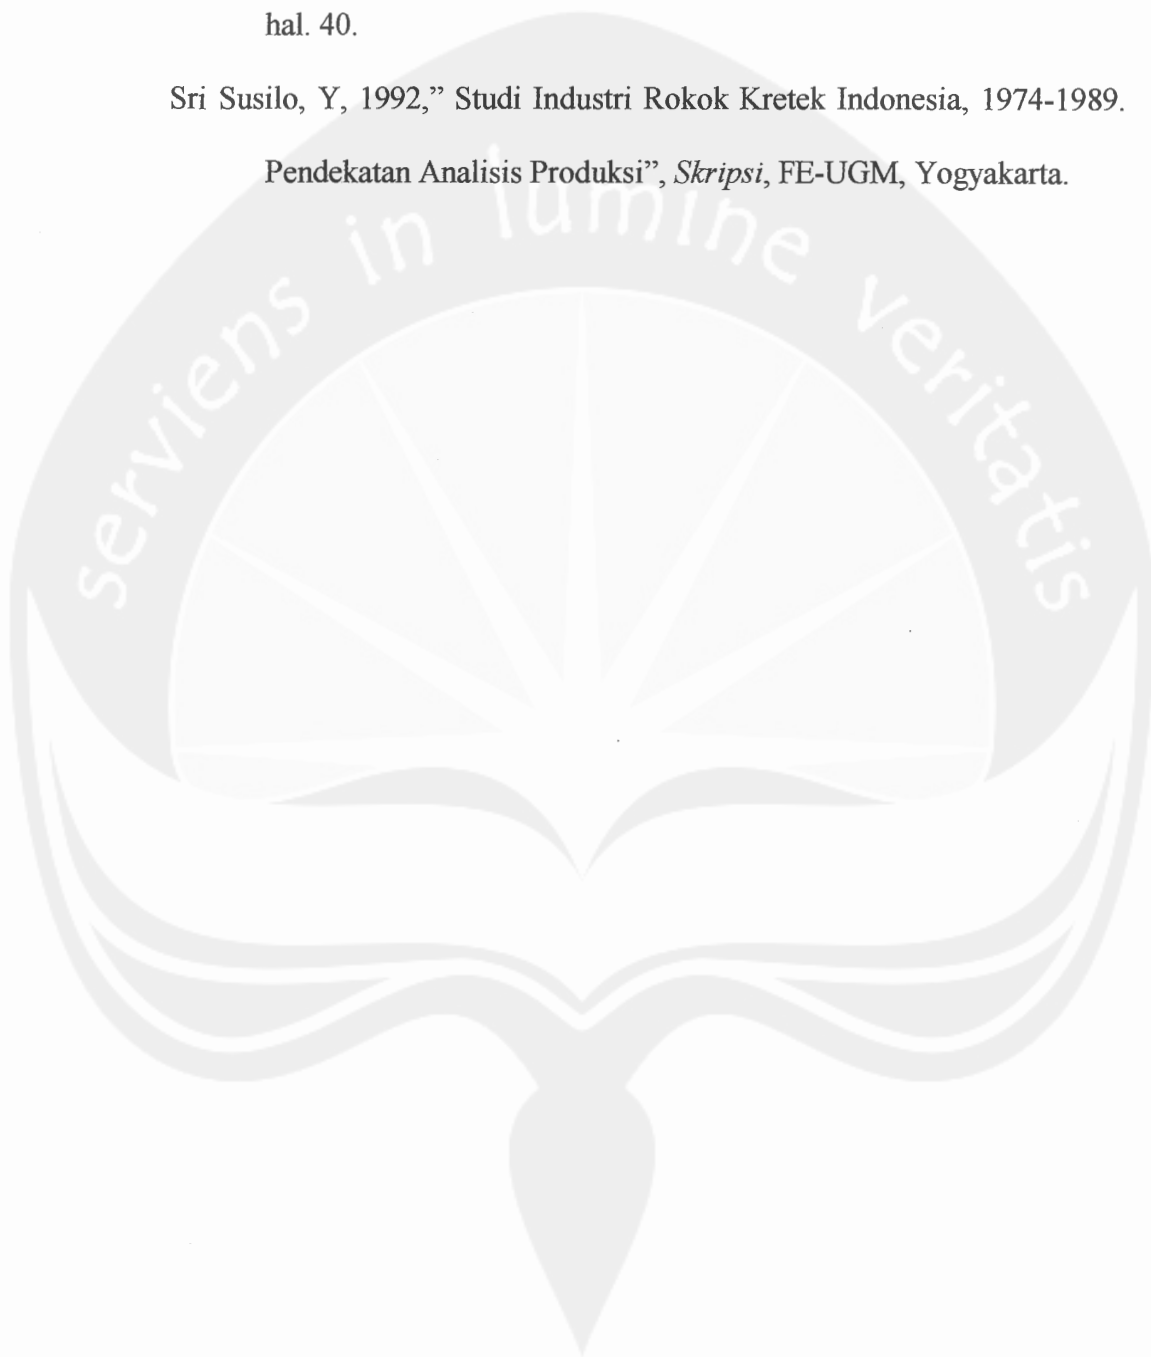 hal. 40.
Sri Susilo, Y, 1992,” Studi Industri Rokok Kretek Indonesia, 1974-1989.
Pendekatan Analisis Produksi”, Skripsi, FE-UGM, Yogyakarta.
serviens in lumine veritatis